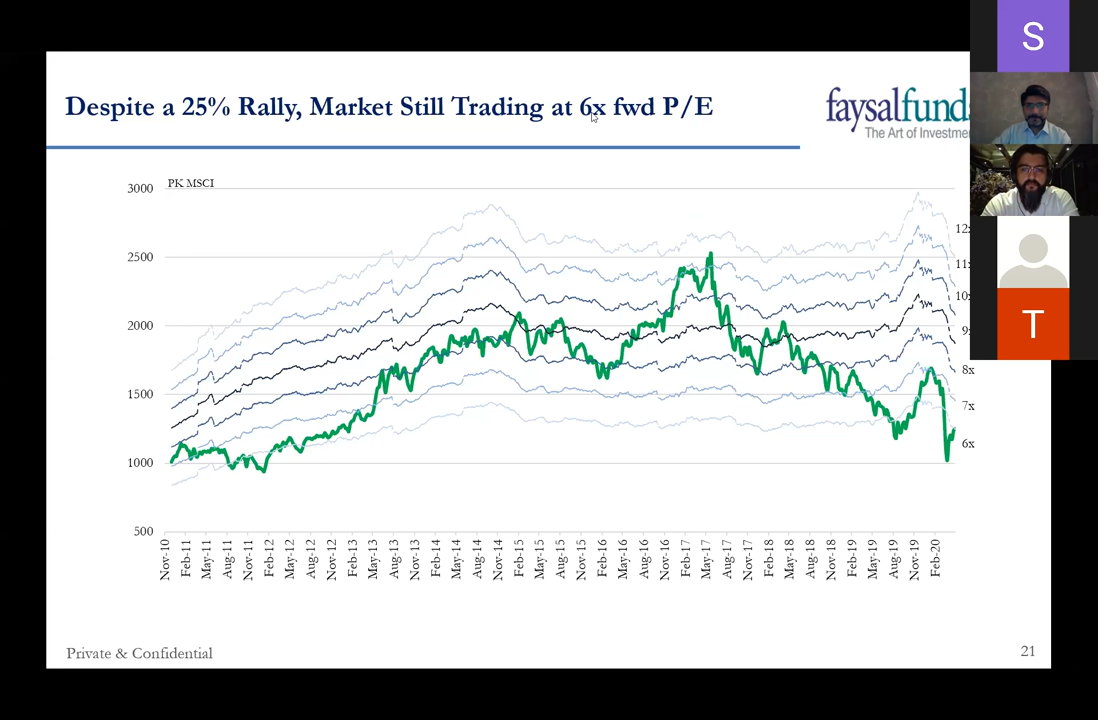 Despite a 25% Rally, Market Still Trading at 6x fwd P/E
faysalfund
The Art of Investme
S
T
PK MSCI
3000
2500
2000
1500
1000
500
12x
11x
10x
9x
8x
7x
6x
Nov-10
Feb-11
May-11
Aug-11
Nov-11
Feb-12
May-12
Aug-12
Nov-12
Feb-13
May-13
Aug-13
Nov-13
Feb-14
May-14
Aug-14
Nov-14
Feb-15
May-15
Aug-15
Nov-15
Feb-16
May-16
Aug-16
Nov-16
Feb-17
May-17
Aug-17
Nov-17
Feb-18
May-18
Aug-18
Nov-18
Feb-19
May-19
Aug-19
Nov-19
Feb-20
Private & Confidential
21